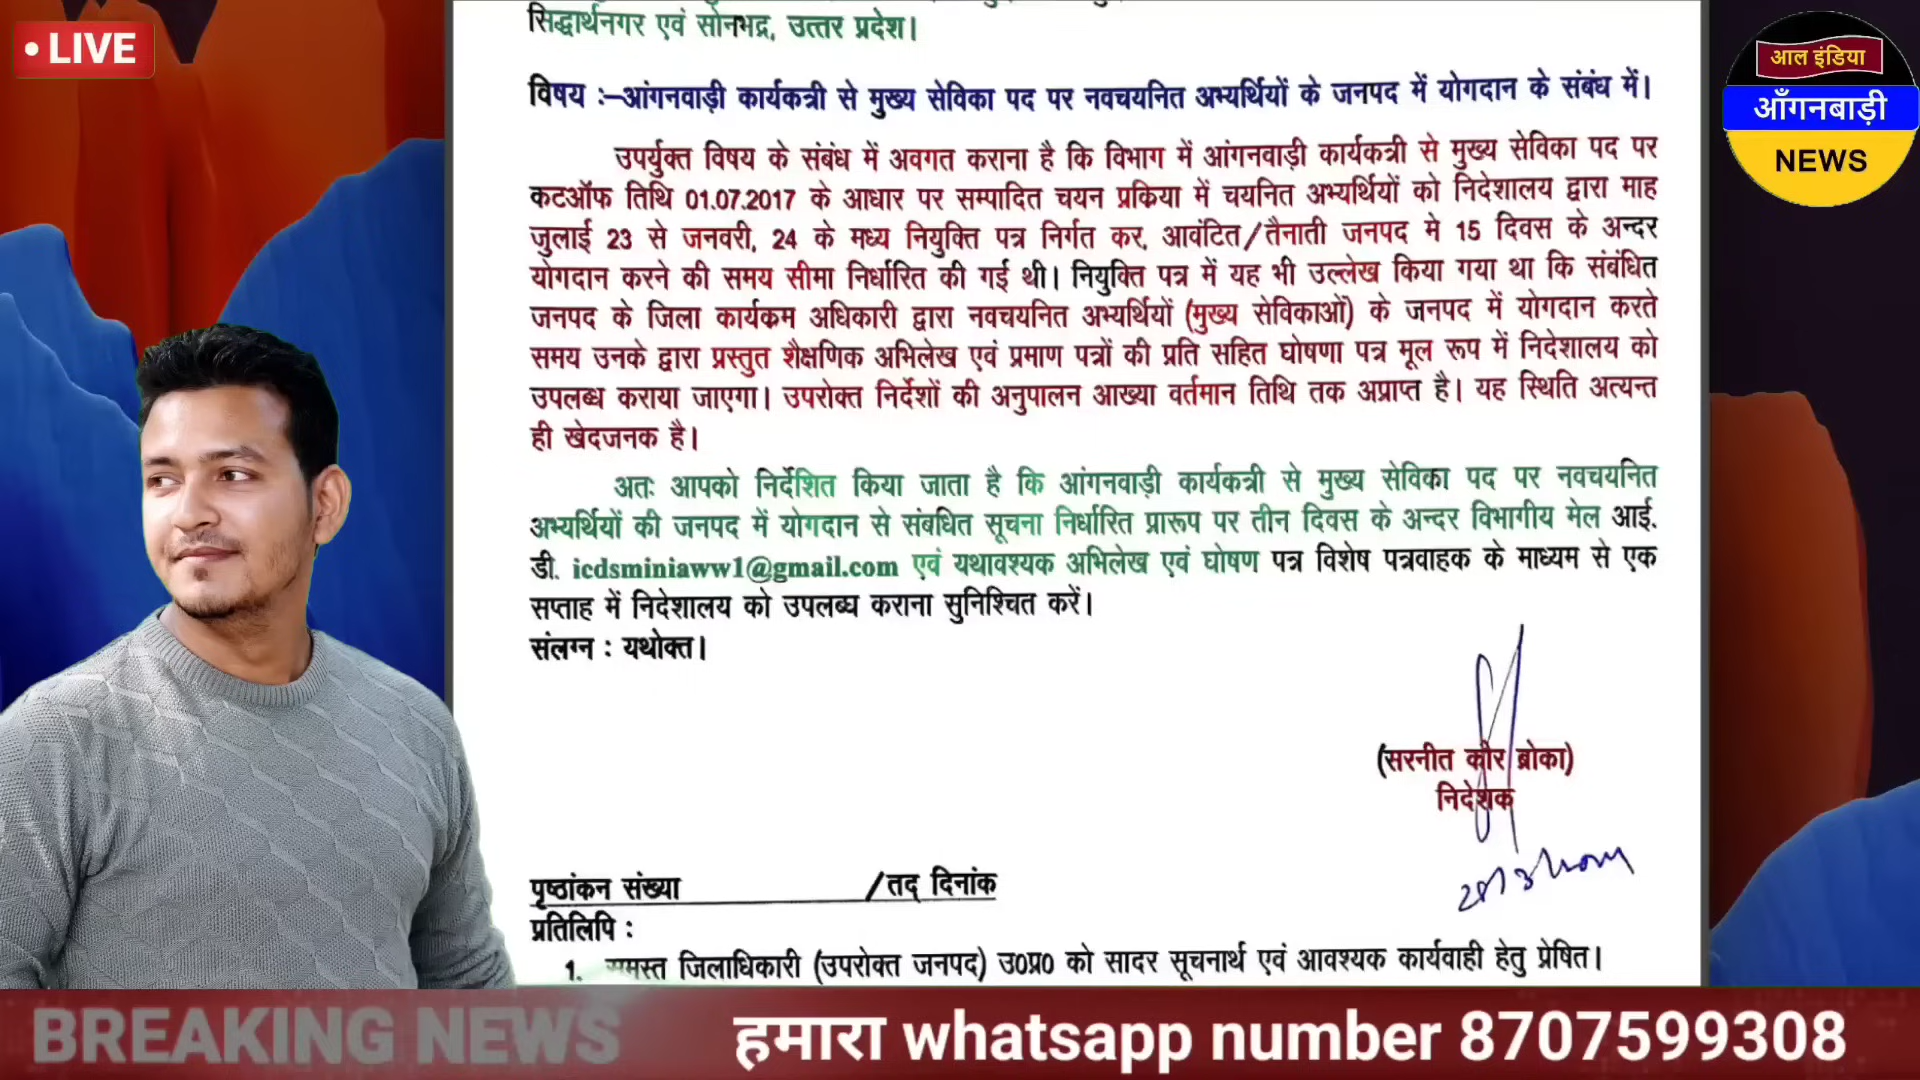 • LIVE
सिद्धार्थनगर एवं सोनभद्र, उत्तर प्रदेश।
आल इंडिया
आँगनबाड़ी
NEWS
विषय :–आंगनवाड़ी कार्यकत्री से मुख्य सेविका पद पर नवचयनित अभ्यर्थियों के जनपद में योगदान के संबंध में।
उपर्युक्त विषय के संबंध में अवगत कराना है कि विभाग में आंगनवाड़ी कार्यकत्री से मुख्य सेविका पद पर
कटऑफ तिथि 01.07.2017 के आधार पर सम्पादित चयन प्रकिया में चयनित अभ्यर्थियों को निदेशालय द्वारा माह
जुलाई 23 से जनवरी, 24 के मध्य नियुक्ति पत्र निर्गत कर, आवंटित/तैनाती जनपद मे 15 दिवस के अन्दर
योगदान करने की समय सीमा निर्धारित की गई थी। नियुक्ति पत्र में यह भी उल्लेख किया गया था कि संबंधित
जनपद के जिला कार्यकम अधिकारी द्वारा नवचयनित अभ्यर्थियों (मुख्य सेविकाओं) के जनपद में योगदान करते
समय उनके द्वारा प्रस्तुत शैक्षणिक अभिलेख एवं प्रमाण पत्रों की प्रति सहित घोषणा पत्र मूल रूप में निदेशालय को
उपलब्ध कराया जाएगा। उपरोक्त निर्देशों की अनुपालन आख्या वर्तमान तिथि तक अप्राप्त है। यह स्थिति अत्यन्त
ही खेदजनक है।
अतः आपको निर्देशित किया जाता है कि आंगनवाड़ी कार्यकत्री से मुख्य सेविका पद पर नवचयनित
अभ्यर्थियों की जनपद में योगदान से संबधित सूचना निर्धारित प्रारूप पर तीन दिवस के अन्दर विभागीय मेल आई.
डी. icdsminiaww1@gmail.com एवं यथावश्यक अभिलेख एवं घोषण पत्र विशेष पत्रवाहक के माध्यम से एक
सप्ताह में निदेशालय को उपलब्ध कराना सुनिश्चित करें।
संलग्न : यथोक्त।
(सरनीत कौर ब्रोका)
निदेशक
पृष्ठांकन संख्या /तद् दिनांक
प्रतिलिपि :
1. समस्त जिलाधिकारी (उपरोक्त जनपद) उ0प्र0 को सादर सूचनार्थ एवं आवश्यक कार्यवाही हेतु प्रेषित।
BREAKING NEWS
हमारा whatsapp number 8707599308